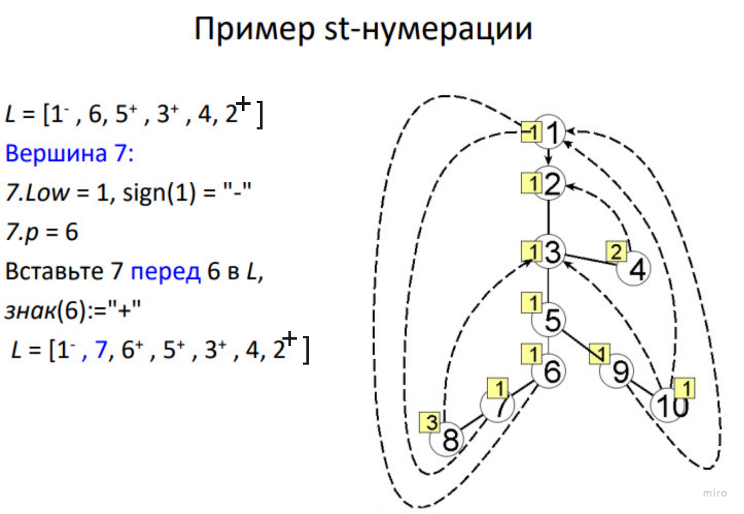 Пример st-нумерации
L = [1⁻ , 6, 5⁺ , 3⁺ , 4, 2⁺ ]
Вершина 7:
7.Low = 1, sign(1) = "-"
7.p = 6
Вставьте 7 перед 6 в L,
знак(6):="+"
L = [1⁻ , 7, 6⁺ , 5⁺ , 3⁺ , 4, 2⁺ ]
-1 1
1 2
1 3
2 4
1 5
1 6
1 9
1 7
1 10
3 8
miro